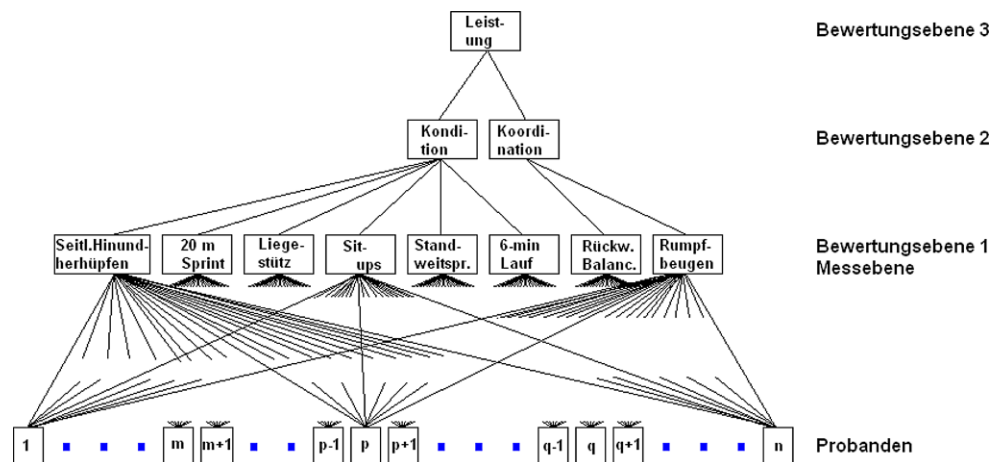 Leist-
ung
Bewertungsebene 3
Kondi-
tion
Koordi-
nation
Bewertungsebene 2
Seitl.Hinund-
herhüpfen
20 m
Sprint
Liege-
stütz
Sit-
ups
Stand-
weitspr.
6-min
Lauf
Rückw.
Balanc.
Rumpf-
beugen
Bewertungsebene 1
Messebene
1 m m+1 p-1 p p+1 q-1 q q+1 n
Probanden